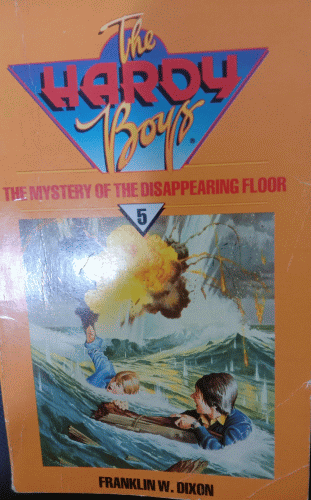 The
HARDY
Boys
®
THE MYSTERY OF THE DISAPPEARING FLOOR
5
FRANKLIN W. DIXON